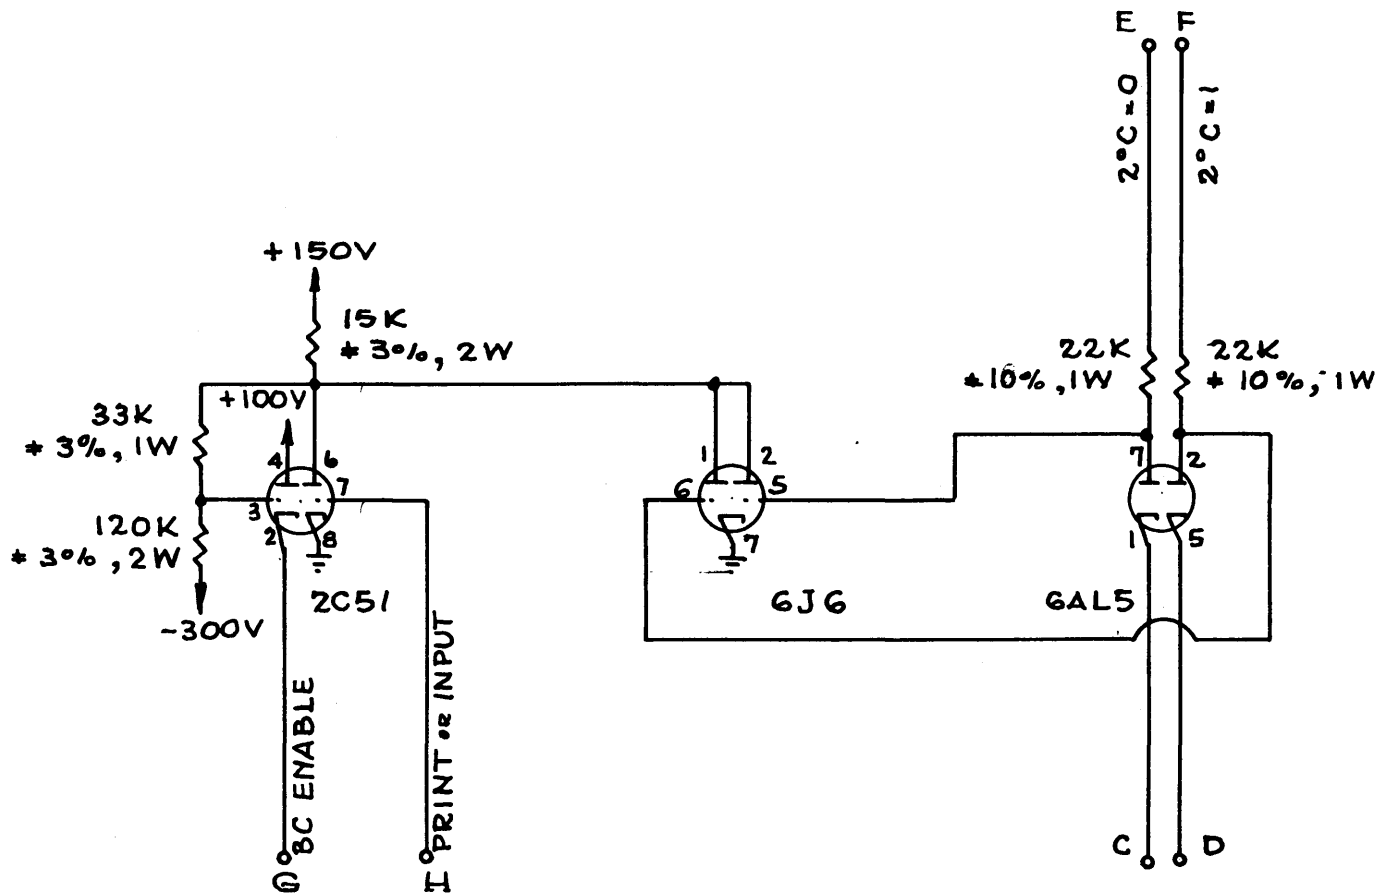 E F
2°C=0
2°C=1
+150V
15K
* 3%, 2W
22K
* 10%, 1W
22K
* 10%, 1W
+100V
33K
* 3%, 1W
4 6
7
3
2 8
1 2
6 5
7
7 2
1 5
120K
* 3%, 2W
-300V
2C51
6J6
6AL5
BC ENABLE
PRINT OR INPUT
G
H
C D